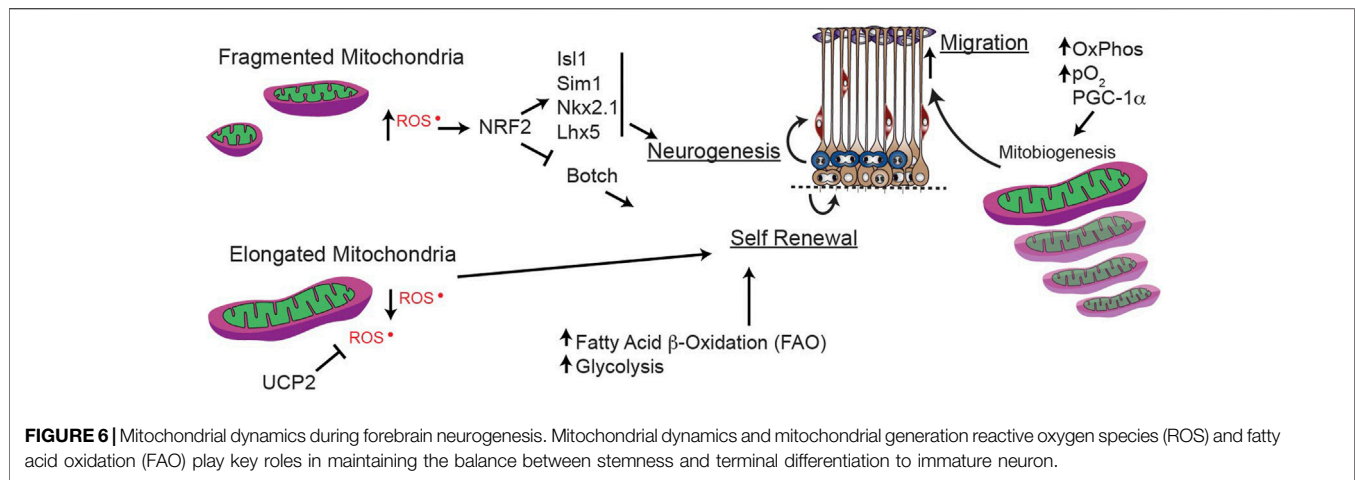 Fragmented Mitochondria
ROS•
NRF2
Isl1
Sim1
Nkx2.1
Lhx5
Botch
Neurogenesis
Migration
OxPhos
pO2
PGC-1α
Mitobiogenesis
Elongated Mitochondria
ROS•
ROS•
UCP2
Self Renewal
Fatty Acid β-Oxidation (FAO)
Glycolysis
FIGURE 6 | Mitochondrial dynamics during forebrain neurogenesis. Mitochondrial dynamics and mitochondrial generation reactive oxygen species (ROS) and fatty
acid oxidation (FAO) play key roles in maintaining the balance between stemness and terminal differentiation to immature neuron.